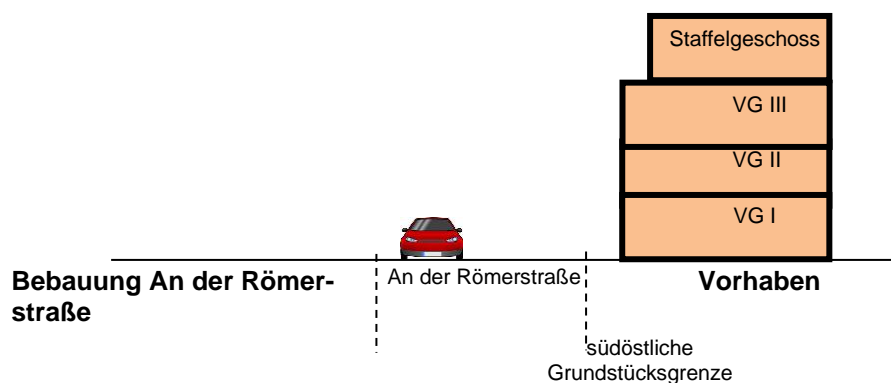 Staffelgeschoss
VG III
VG II
VG I
Bebauung An der Römer-
straße
An der Römerstraße
Vorhaben
südöstliche
Grundstücksgrenze